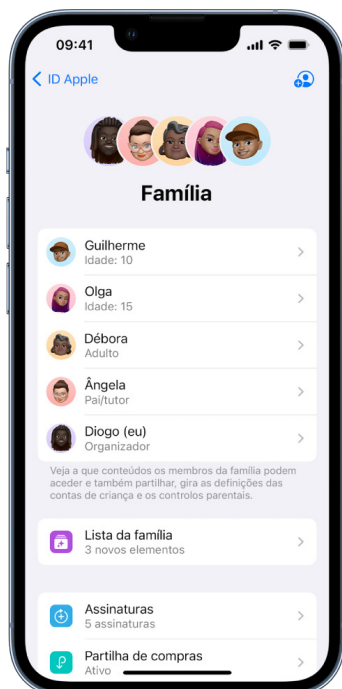 09:41
ID Apple
Família
Guilherme
Idade: 10
Olga
Idade: 15
Débora
Adulto
Ângela
Pai/tutor
Diogo (eu)
Organizador
Veja a que conteúdos os membros da família podem
aceder e também partilhar, gira as definições das
contas de criança e os controlos parentais.
Lista da família
3 novos elementos
Assinaturas
5 assinaturas
Partilha de compras
Ativo